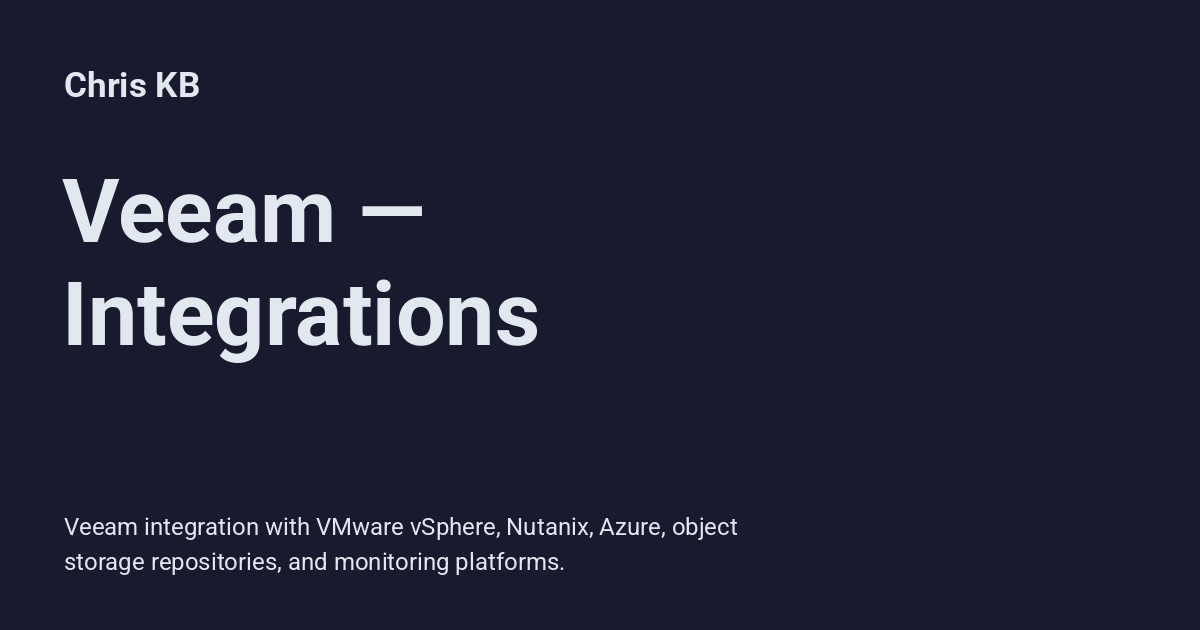 Chris KB
Veeam —
Integrations
Veeam integration with VMware vSphere, Nutanix, Azure, object
storage repositories, and monitoring platforms.